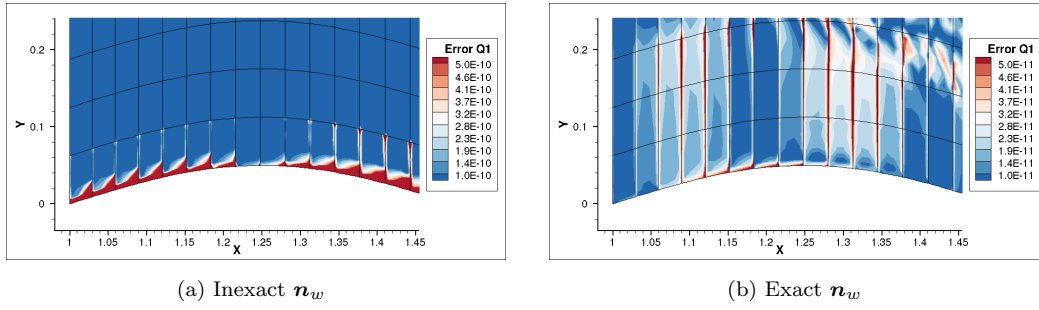 Error Q1
5.0E-10
4.6E-10
4.1E-10
3.7E-10
3.2E-10
2.8E-10
2.3E-10
1.9E-10
1.4E-10
1.0E-10
Y
0.2
0.1
0
1 1.05 1.1 1.15 1.2 1.25 1.3 1.35 1.4 1.45
X
(a) Inexact n_w
Error Q1
5.0E-11
4.6E-11
4.1E-11
3.7E-11
3.2E-11
2.8E-11
2.3E-11
1.9E-11
1.4E-11
1.0E-11
Y
0.2
0.1
0
1 1.05 1.1 1.15 1.2 1.25 1.3 1.35 1.4 1.45
X
(b) Exact n_w